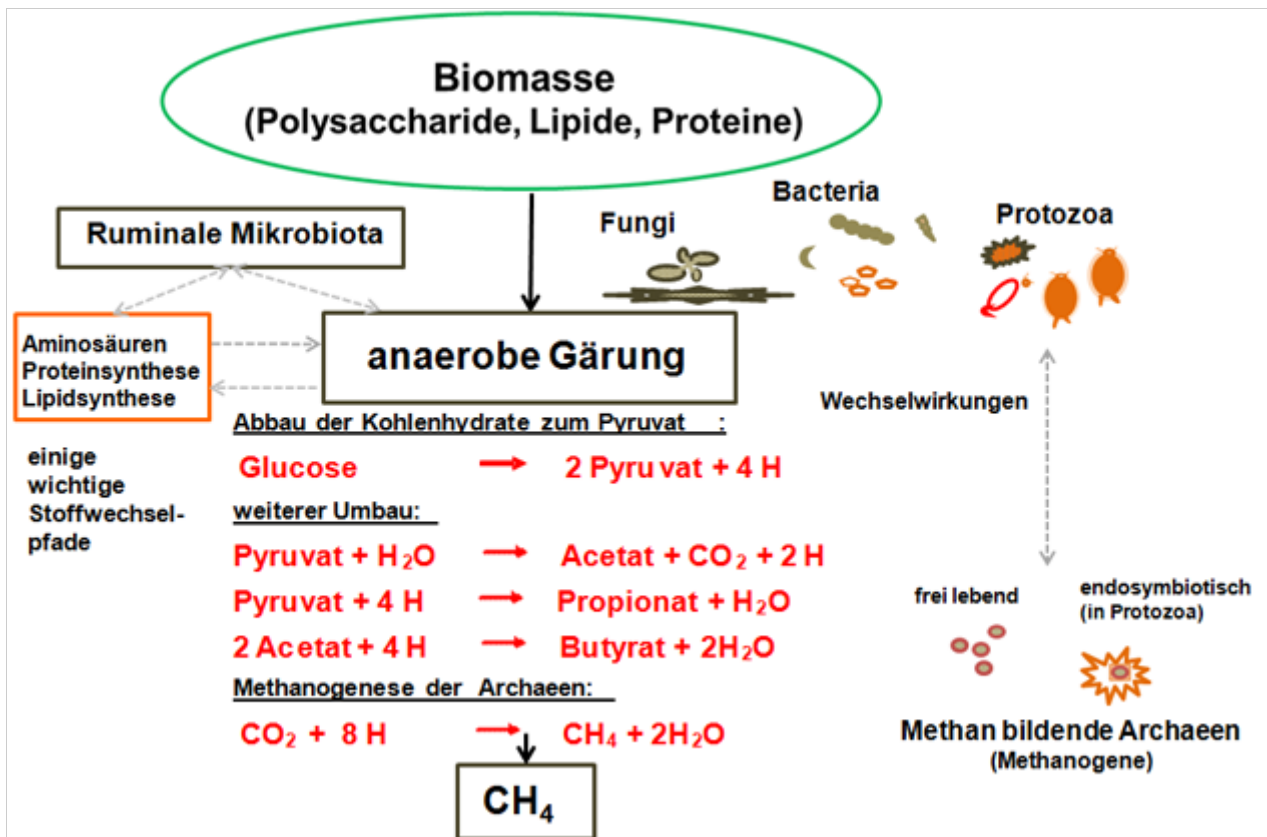 Biomasse
(Polysaccharide, Lipide, Proteine)
Ruminale Mikrobiota
Fungi
Bacteria
Protozoa
Aminosäuren
Proteinsynthese
Lipidsynthese
anaerobe Gärung
einige
wichtige
Stoffwechsel-
pfade
Abbau der Kohlenhydrate zum Pyruvat :
Glucose → 2 Pyruvat + 4 H
weiterer Umbau:
Pyruvat + H₂O → Acetat + CO₂ + 2 H
Pyruvat + 4 H → Propionat + H₂O
2 Acetat + 4 H → Butyrat + 2H₂O
Methanogenese der Archaeen:
CO₂ + 8 H → CH₄ + 2H₂O
CH₄
Wechselwirkungen
frei lebend
endosymbiotisch
(in Protozoa)
Methan bildende Archaeen
(Methanogene)